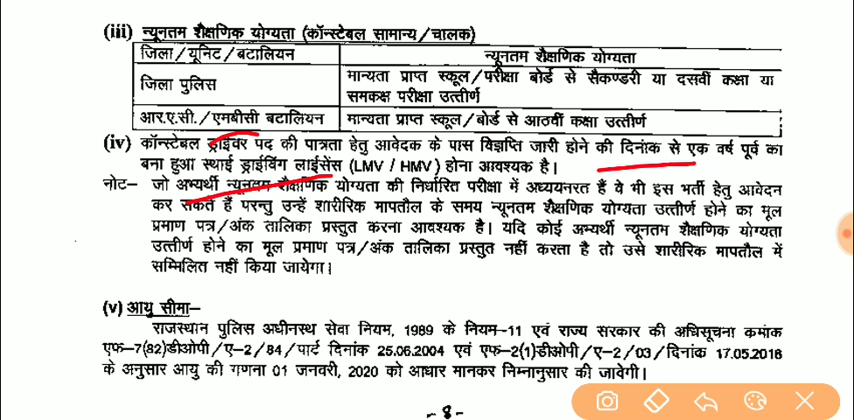 (iii) न्यूनतम शैक्षणिक योग्यता (कॉन्स्टेबल सामान्य/चालक)
जिला/यूनिट/बटालियन न्यूनतम शैक्षणिक योग्यता
जिला पुलिस मान्यता प्राप्त स्कूल/परीक्षा बोर्ड से सैकण्डरी या दसवीं कक्षा या
समकक्ष परीक्षा उत्तीर्ण
आर.ए.सी./एमबीसी बटालियन मान्यता प्राप्त स्कूल/बोर्ड से आठवीं कक्षा उत्तीर्ण
(iv) कॉन्स्टेबल ड्राईवर पद की पात्रता हेतु आवेदक के पास विज्ञप्ति जारी होने की दिनांक से एक वर्ष पूर्व का
बना हुआ स्थाई ड्राईविंग लाईसेंस (LMV / HMV) होना आवश्यक है।
नोट– जो अभ्यर्थी न्यूनतम शैक्षणिक योग्यता की निर्धारित परीक्षा में अध्ययनरत हैं वे भी इस भर्ती हेतु आवेदन
कर सकते हैं परन्तु उन्हें शारीरिक मापतौल के समय न्यूनतम शैक्षणिक योग्यता उत्तीर्ण होने का मूल
प्रमाण पत्र/अंक तालिका प्रस्तुत करना आवश्यक है। यदि कोई अभ्यर्थी न्यूनतम शैक्षणिक योग्यता
उत्तीर्ण होने का मूल प्रमाण पत्र/अंक तालिका प्रस्तुत नहीं करता है तो उसे शारीरिक मापतौल में
सम्मिलित नहीं किया जायेगा।
(v) आयु सीमा–
राजस्थान पुलिस अधीनस्थ सेवा नियम, 1989 के नियम–11 एवं राज्य सरकार की अधिसूचना कमांक
एफ–7(82)डीओपी/ए–2/84/पार्ट दिनांक 25.06.2004 एवं एफ–2(1)डीओपी/ए–2/03/दिनांक 17.05.2018
के अनुसार आयु की गणना 01 जनवरी, 2020 को आधार मानकर निम्नानुसार की जावेगी।
-8-